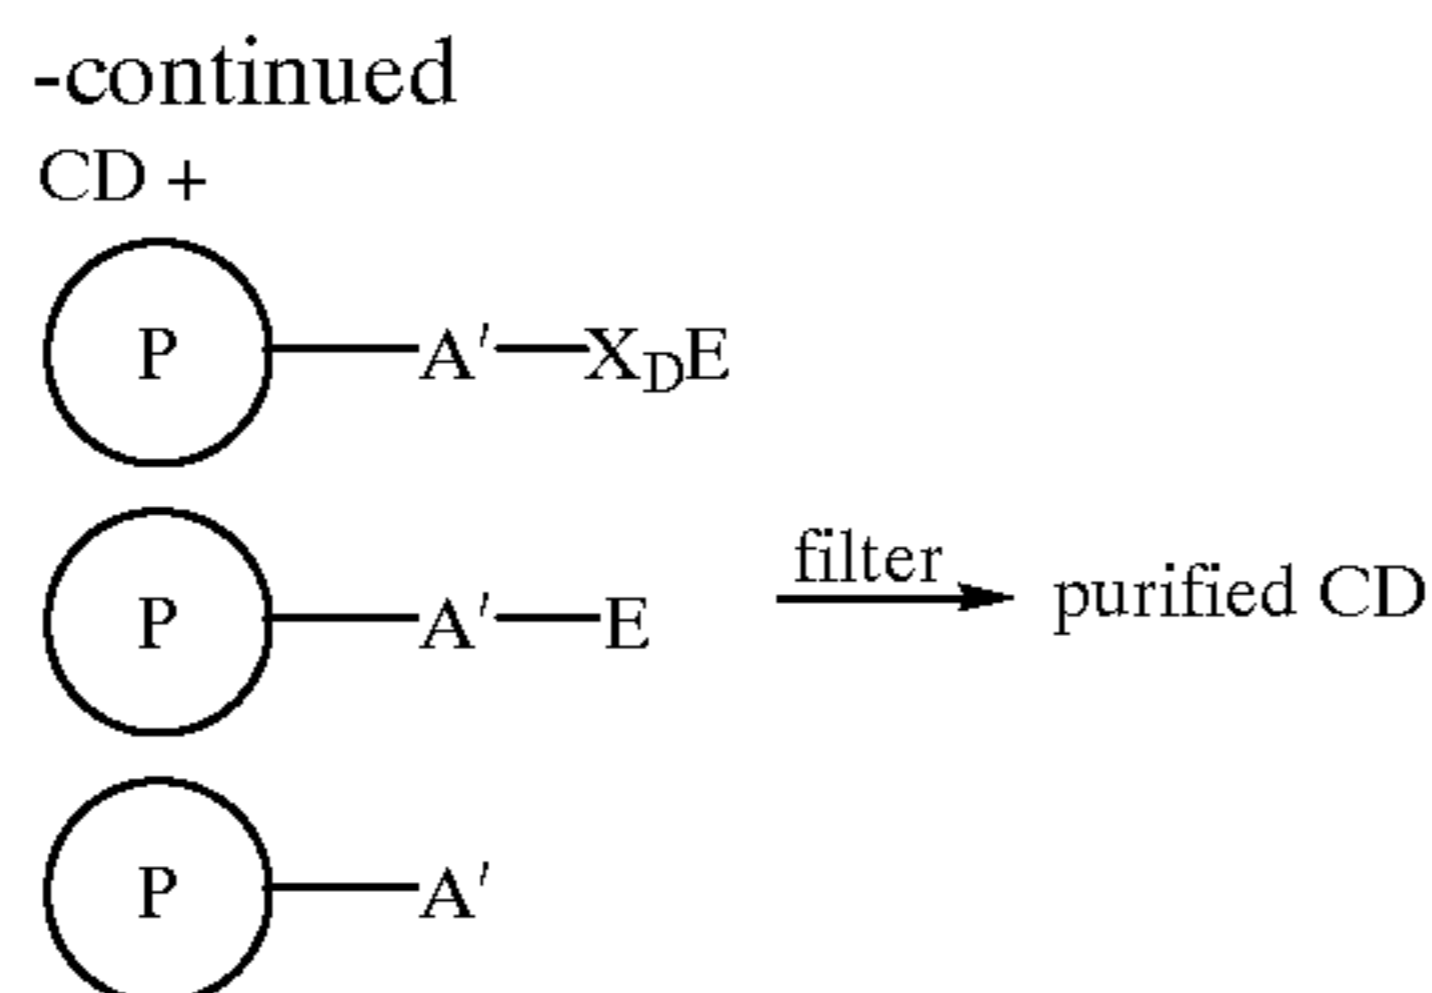 -continued
CD +
P—A'—X_DE
P—A'—E
filter
purified CD
P—A'